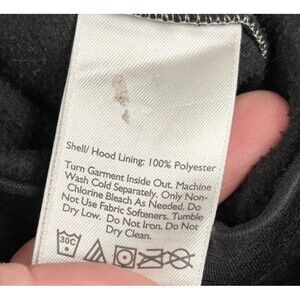 Shell/ Hood Lining: 100% Polyester
Turn Garment Inside Out. Machine
Wash Cold Separately. Only Non-
Chlorine Bleach As Needed. Do
Not Use Fabric Softeners. Tumble
Dry Low. Do Not Iron. Do Not
Dry Clean.
30C